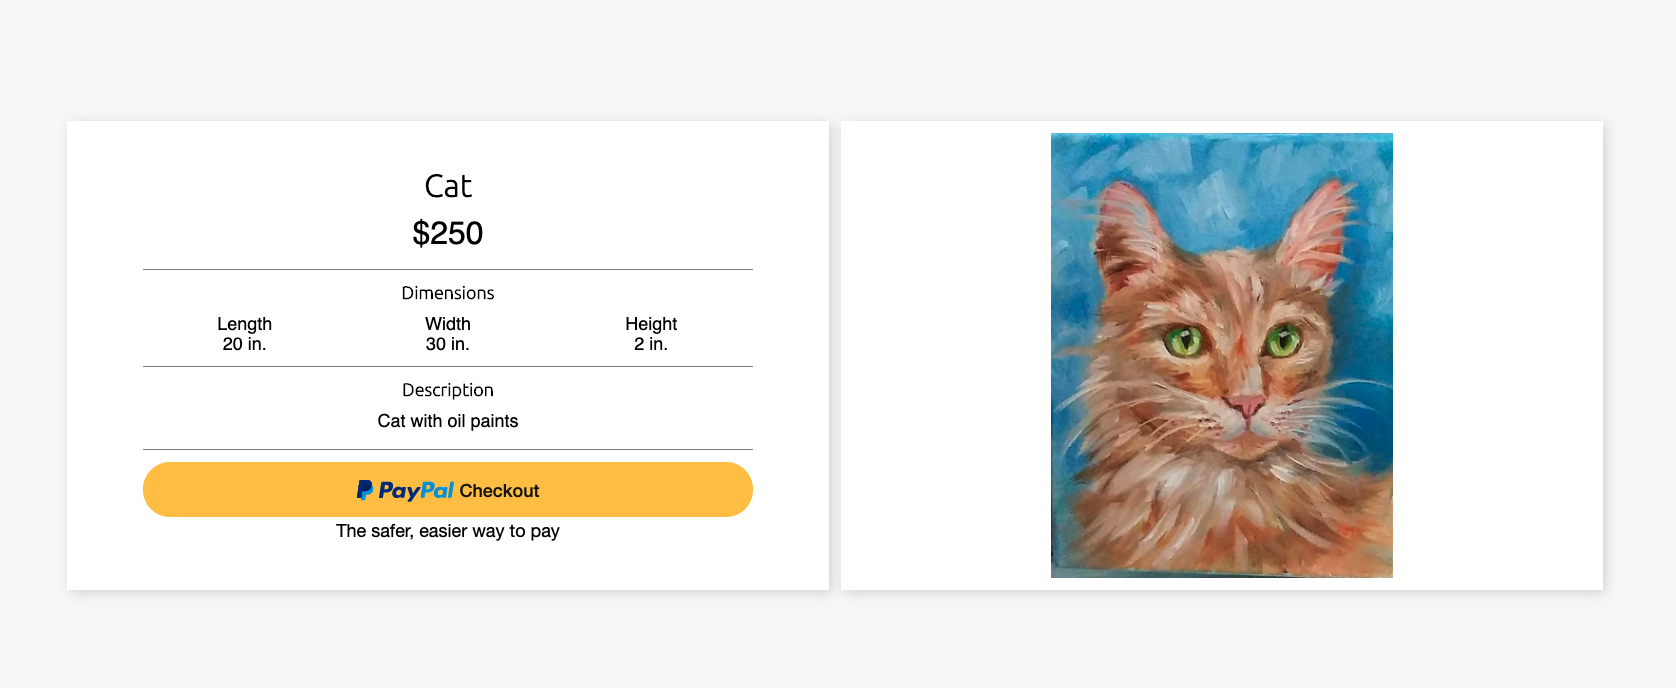 Cat
$250
Dimensions
Length Width Height
20 in. 30 in. 2 in.
Description
Cat with oil paints
PayPal Checkout
The safer, easier way to pay